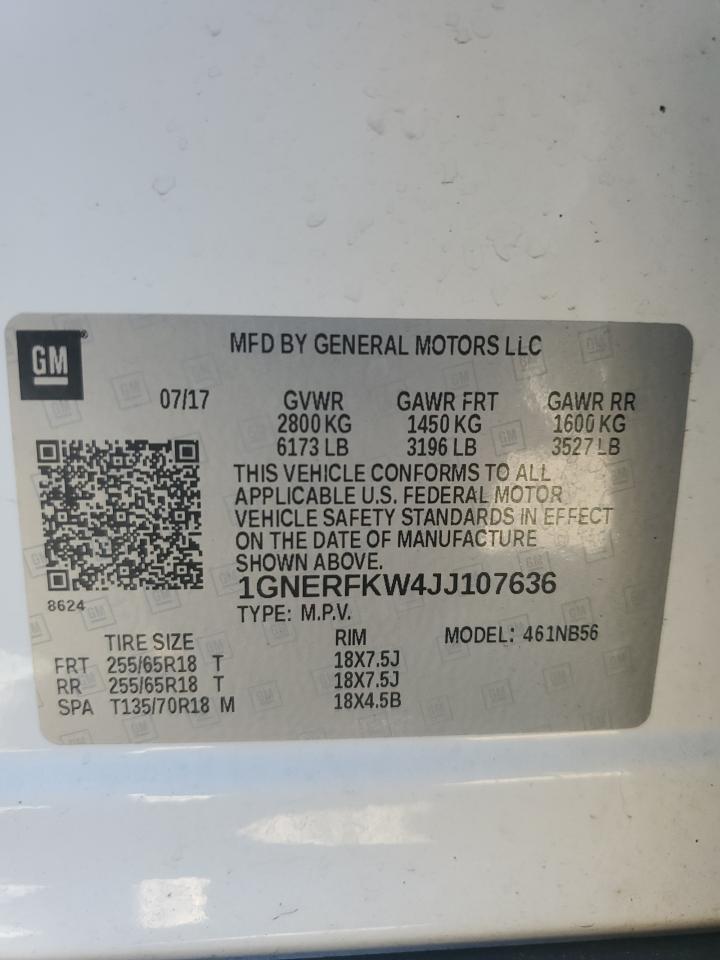 GM
MFD BY GENERAL MOTORS LLC
07/17 GVWR GAWR FRT GAWR RR
2800 KG 1450 KG 1600 KG
6173 LB 3196 LB 3527 LB
THIS VEHICLE CONFORMS TO ALL
APPLICABLE U.S. FEDERAL MOTOR
VEHICLE SAFETY STANDARDS IN EFFECT
ON THE DATE OF MANUFACTURE
SHOWN ABOVE.
1GNERFKW4JJ107636
8624
TYPE: M.P.V.
TIRE SIZE RIM MODEL: 461NB56
FRT 255/65R18 T 18X7.5J
RR 255/65R18 T 18X7.5J
SPA T135/70R18 M 18X4.5B